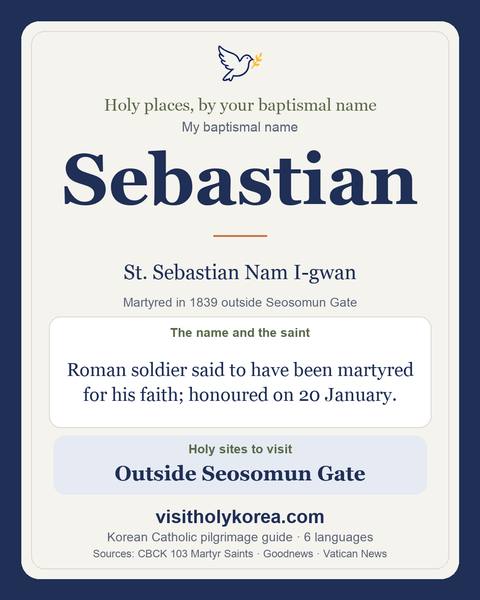 Holy places, by your baptismal name
My baptismal name
Sebastian
St. Sebastian Nam I-gwan
Martyred in 1839 outside Seosomun Gate
The name and the saint
Roman soldier said to have been martyred
for his faith; honoured on 20 January.
Holy sites to visit
Outside Seosomun Gate
visitholykorea.com
Korean Catholic pilgrimage guide · 6 languages
Sources: CBCK 103 Martyr Saints · Goodnews · Vatican News